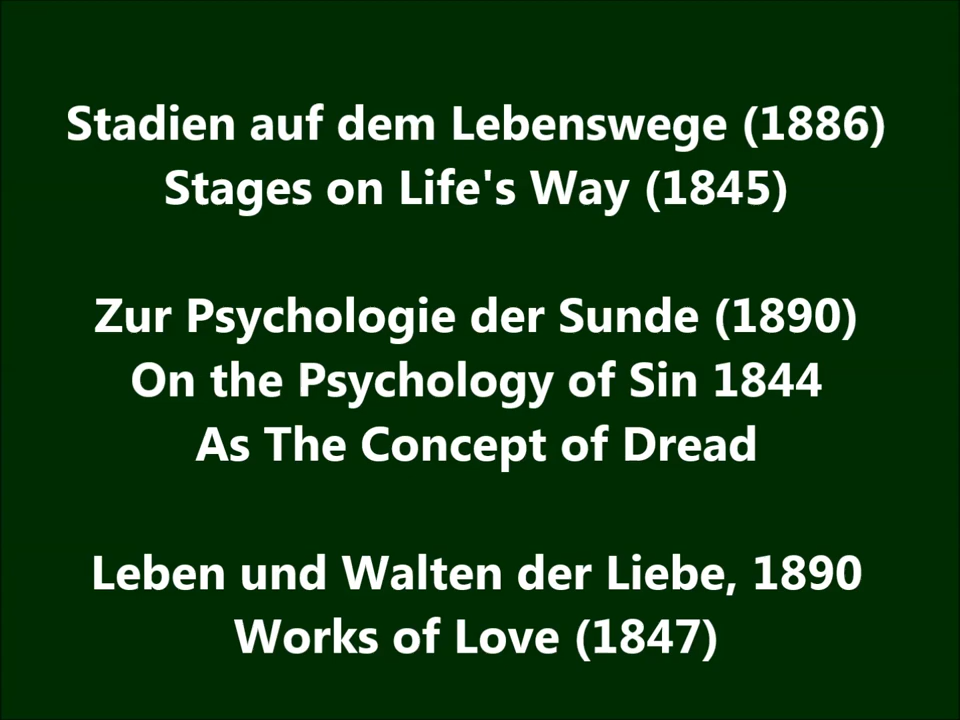 Stadien auf dem Lebenswege (1886)
Stages on Life's Way (1845)
Zur Psychologie der Sunde (1890)
On the Psychology of Sin 1844
As The Concept of Dread
Leben und Walten der Liebe, 1890
Works of Love (1847)